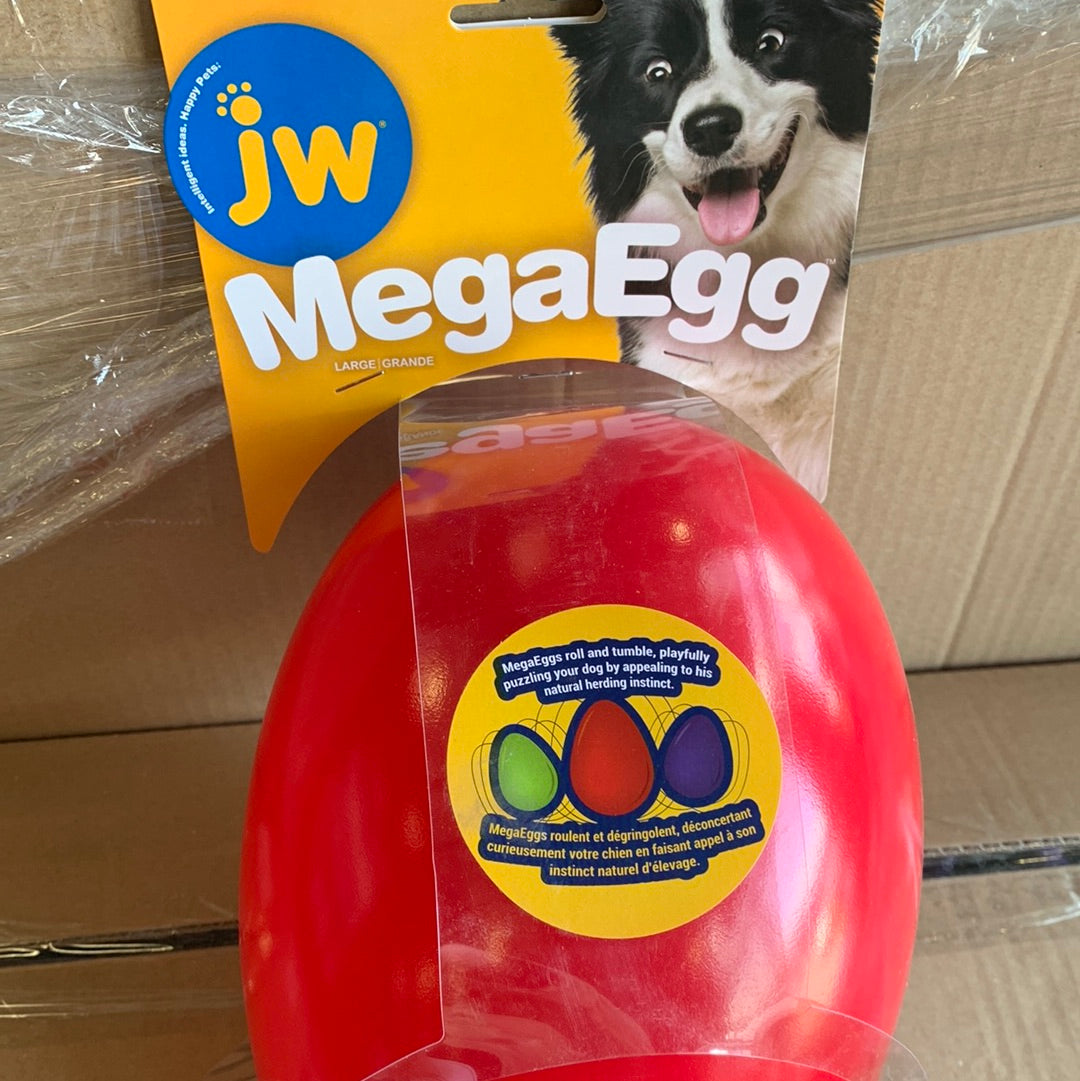 Intelligent ideas. Happy Pets.
jw®
MegaEgg™
LARGE | GRANDE
MegaEggs roll and tumble, playfully
puzzling your dog by appealing to his
natural herding instinct.
MegaEggs roulent et dégringolent, déconcertant
curieusement votre chien en faisant appel à son
instinct naturel d'élevage.